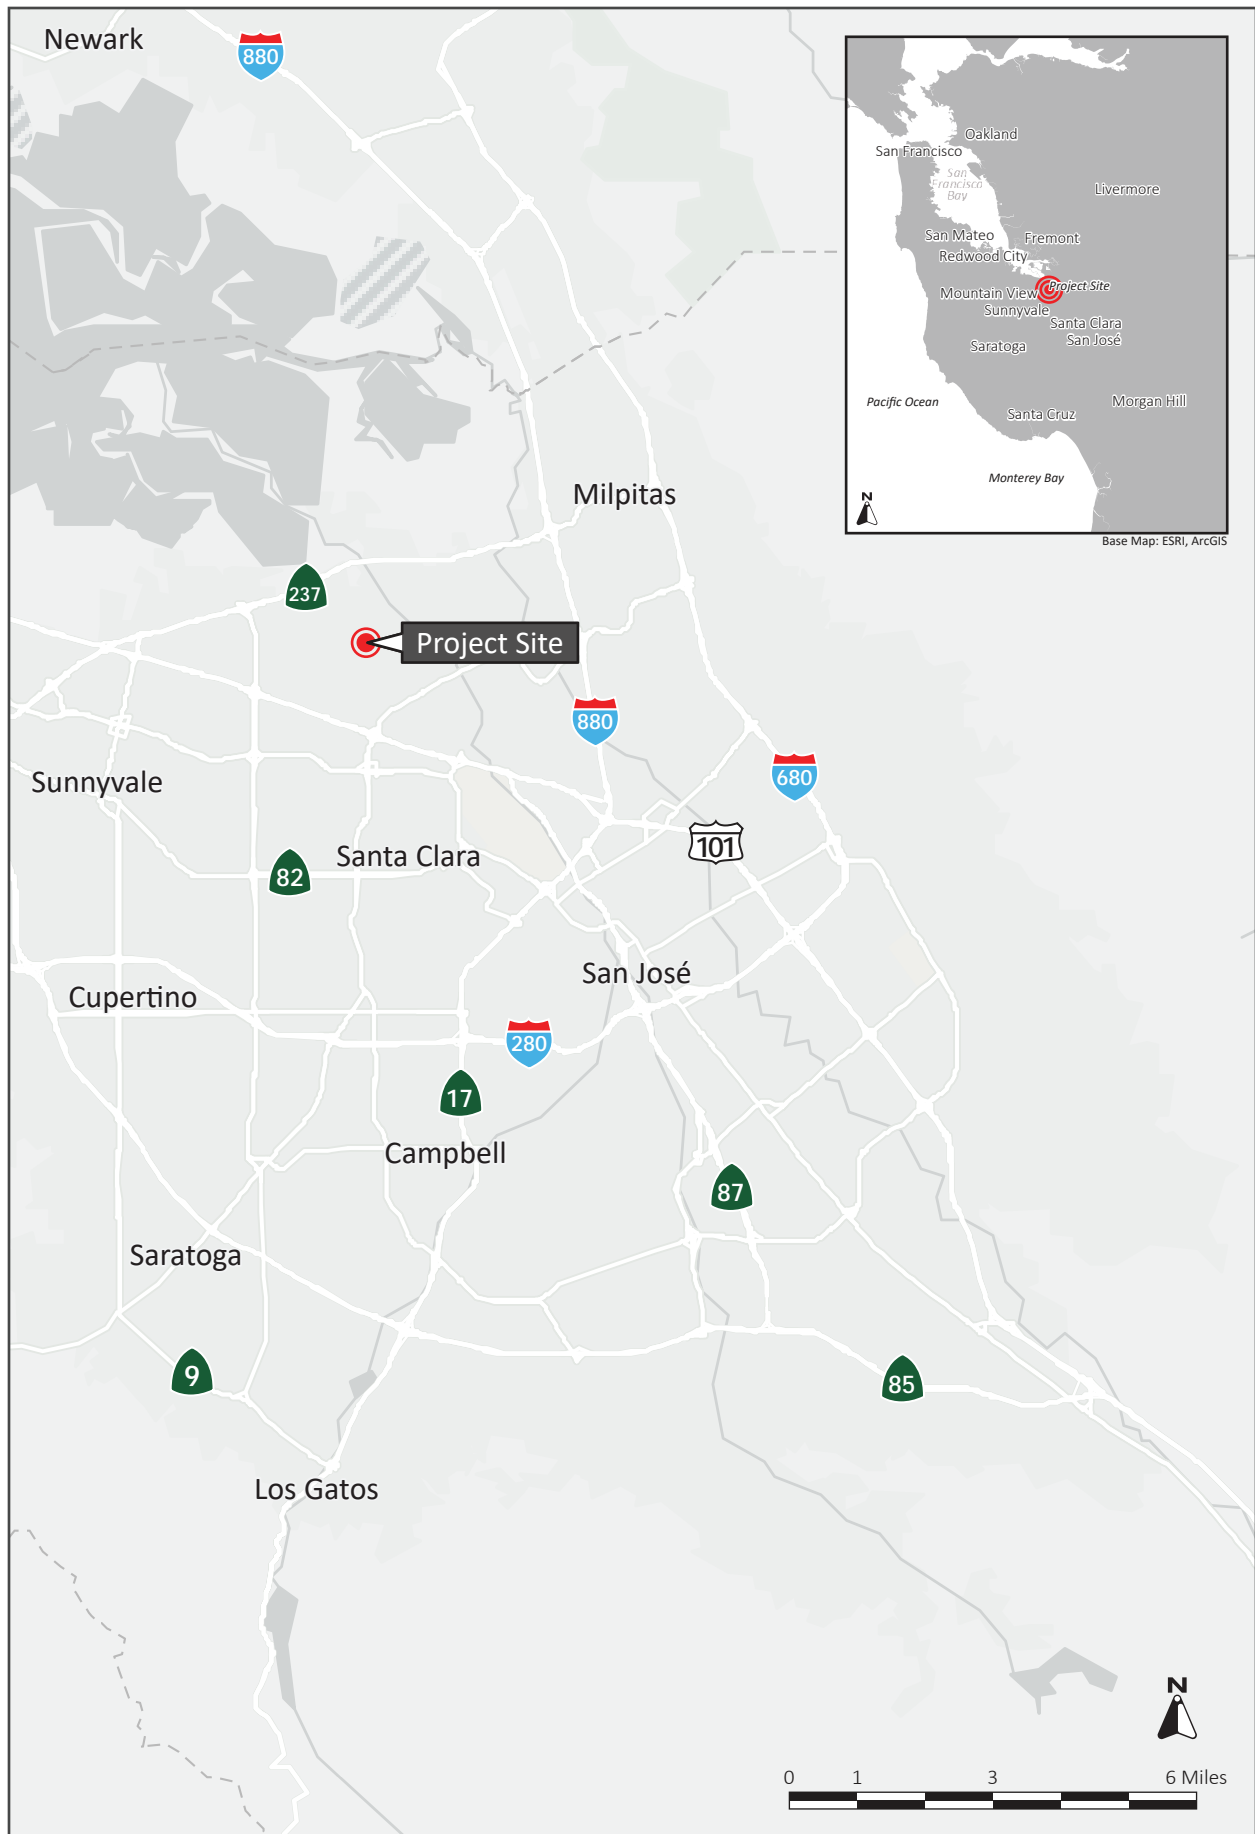 Newark
880
Oakland
San Francisco
San
Francisco
Bay
Livermore
San Mateo
Fremont
Redwood City
Project Site
Mountain View
Sunnyvale
Santa Clara
San José
Saratoga
Pacific Ocean
Morgan Hill
Santa Cruz
Monterey Bay
N
Base Map: ESRI, ArcGIS
Milpitas
237
Project Site
880
680
Sunnyvale
101
Santa Clara
82
San José
Cupertino
280
17
Campbell
87
Saratoga
9
85
Los Gatos
N
0 1 3 6 Miles